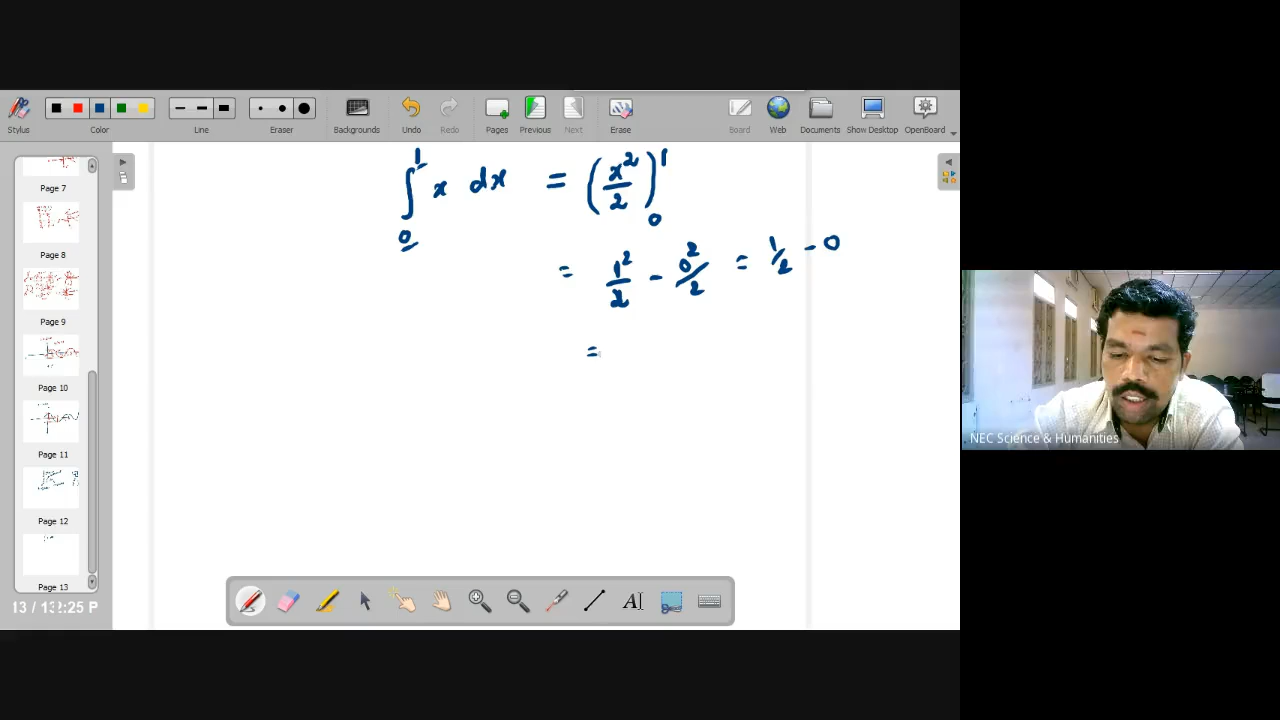 Stylus
Color
Line
Eraser
Backgrounds
Undo
Redo
Pages
Previous
Next
Erase
Board
Web
Documents
Show Desktop
OpenBoard
Page 7
Page 8
Page 9
Page 10
Page 11
Page 12
Page 13
∫₀¹ x dx = (x²/2)₀¹
= 1²/2 - 0²/2 = 1/2 - 0
=
NEC Science & Humanities